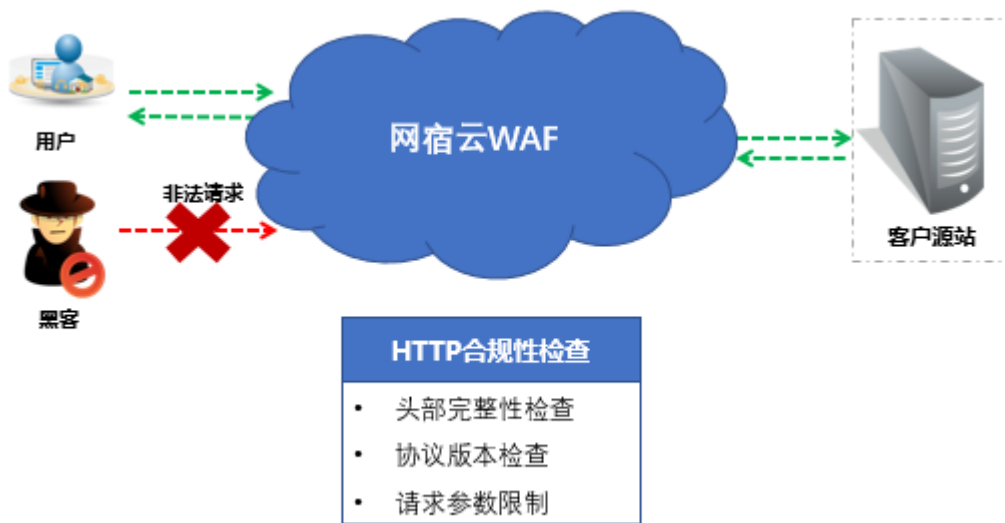 用户
非法请求
黑客
网宿云WAF
客户源站
HTTP合规性检查
• 头部完整性检查
• 协议版本检查
• 请求参数限制